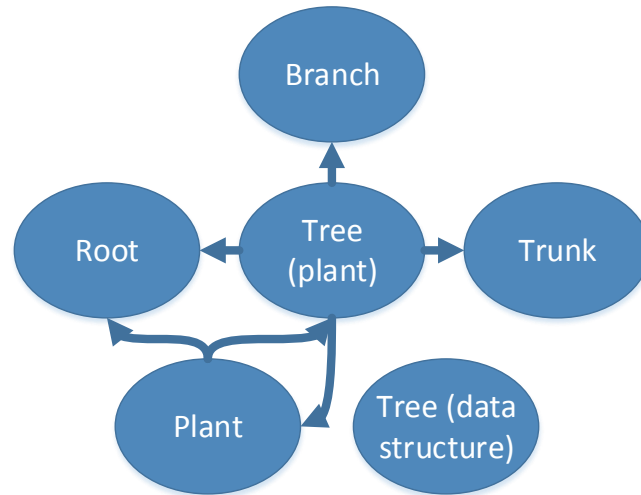 Branch
Root
Tree
(plant)
Trunk
Plant
Tree (data
structure)